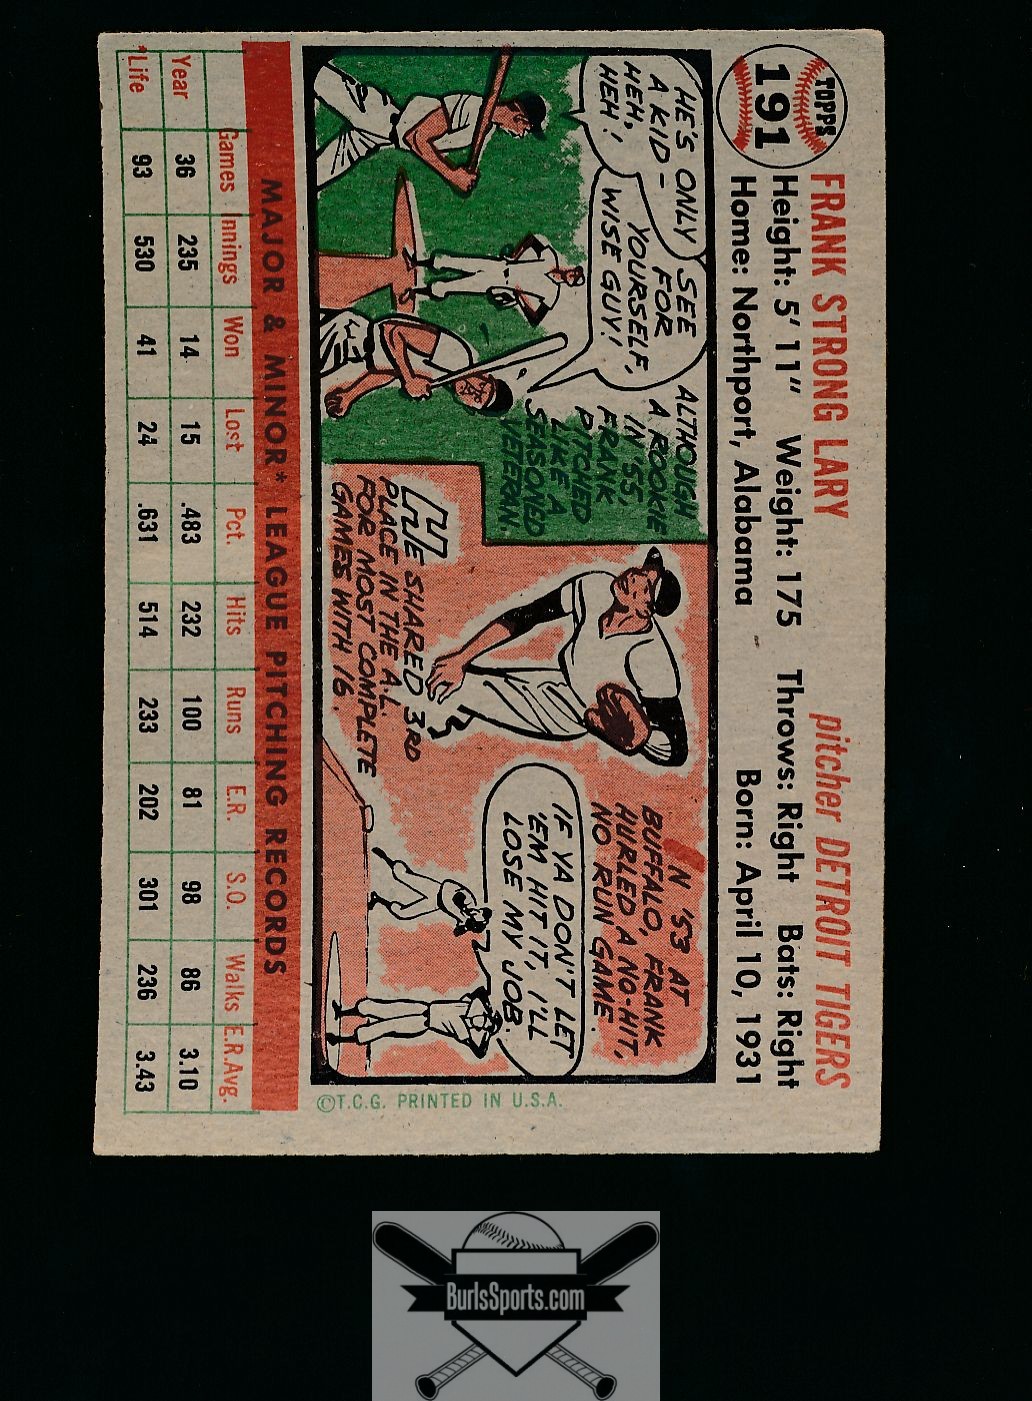 TOPPS
191
FRANK STRONG LARY
pitcher DETROIT TIGERS
Height: 5' 11" Weight: 175 Throws: Right Bats: Right
Home: Northport, Alabama Born: April 10, 1931
HE'S ONLY
A KID-
HEH,
HEH!
SEE
FOR
YOURSELF,
WISE GUY!
ALTHOUGH
A ROOKIE
IN '55,
FRANK
PITCHED
LIKE A
SEASONED
VETERAN.
HE SHARED 3RD
PLACE IN THE A.L.
FOR MOST COMPLETE
GAMES WITH 16.
IN '53 AT
BUFFALO, FRANK
HURLED A NO-HIT,
NO RUN GAME.
IF YA DON'T LET
'EM HIT IT, I'LL
LOSE MY JOB.
MAJOR & MINOR* LEAGUE PITCHING RECORDS
Games Innings Won Lost Pct. Hits Runs E.R. S.O. Walks E.R.Avg.
Year 36 235 14 15 .483 232 100 81 98 86 3.10
*Life 93 530 41 24 .631 514 233 202 301 236 3.43
©T.C.G. PRINTED IN U.S.A.
BurlsSports.com